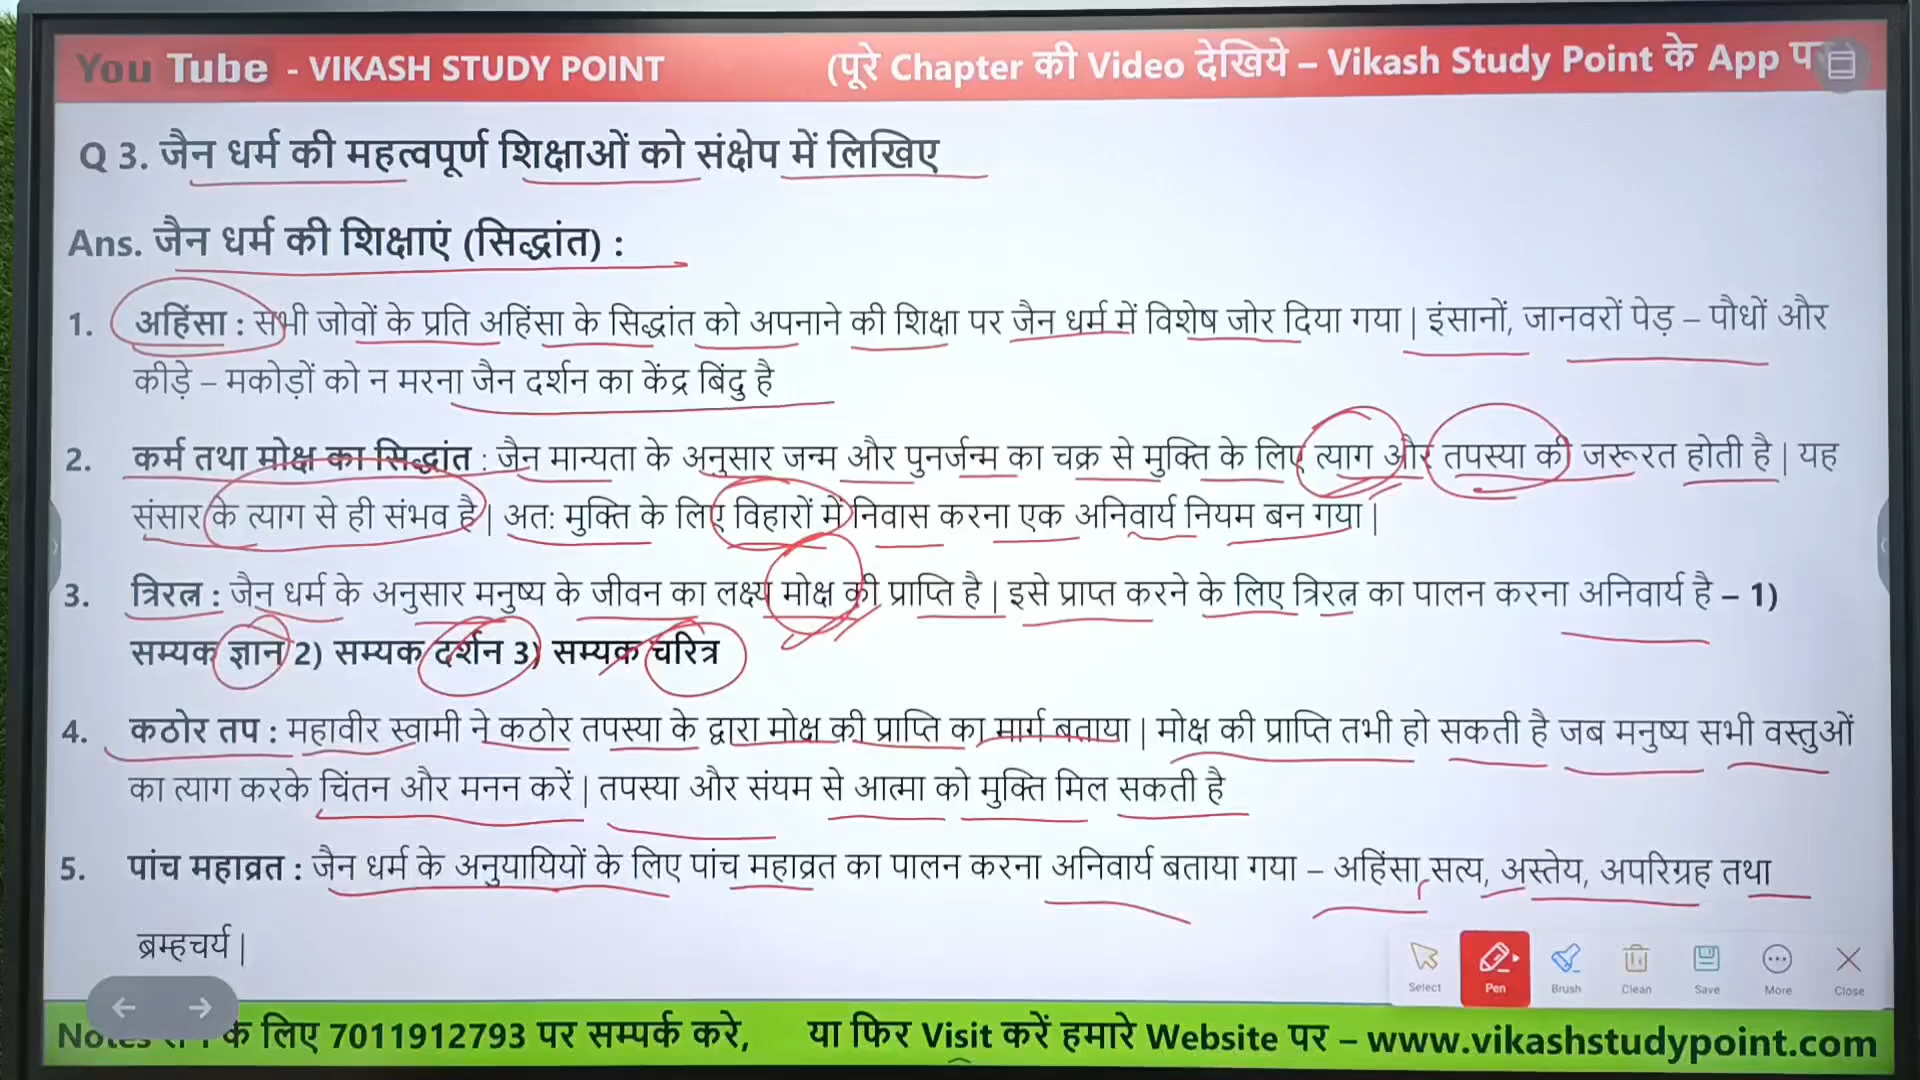 You Tube - VIKASH STUDY POINT (पूरे Chapter की Video देखिये – Vikash Study Point के App प
Q 3. जैन धर्म की महत्वपूर्ण शिक्षाओं को संक्षेप में लिखिए
Ans. जैन धर्म की शिक्षाएं (सिद्धांत) :
1. अहिंसा : सभी जोवों के प्रति अहिंसा के सिद्धांत को अपनाने की शिक्षा पर जैन धर्म में विशेष जोर दिया गया | इंसानों, जानवरों पेड़ – पौधों और
कीड़े – मकोड़ों को न मरना जैन दर्शन का केंद्र बिंदु है
2. कर्म तथा मोक्ष का सिद्धांत : जैन मान्यता के अनुसार जन्म और पुनर्जन्म का चक्र से मुक्ति के लिए त्याग और तपस्या की जरूरत होती है | यह
संसार के त्याग से ही संभव है | अत: मुक्ति के लिए विहारों में निवास करना एक अनिवार्य नियम बन गया |
3. त्रिरत्न : जैन धर्म के अनुसार मनुष्य के जीवन का लक्ष्य मोक्ष की प्राप्ति है | इसे प्राप्त करने के लिए त्रिरत्न का पालन करना अनिवार्य है – 1)
सम्यक ज्ञान 2) सम्यक दर्शन 3) सम्यक चरित्र
4. कठोर तप : महावीर स्वामी ने कठोर तपस्या के द्वारा मोक्ष की प्राप्ति का मार्ग बताया | मोक्ष की प्राप्ति तभी हो सकती है जब मनुष्य सभी वस्तुओं
का त्याग करके चिंतन और मनन करें | तपस्या और संयम से आत्मा को मुक्ति मिल सकती है
5. पांच महाव्रत : जैन धर्म के अनुयायियों के लिए पांच महाव्रत का पालन करना अनिवार्य बताया गया – अहिंसा, सत्य, अस्तेय, अपरिग्रह तथा
ब्रम्हचर्य |
Select Pen Brush Clean Save More Close
Notes के लिए 7011912793 पर सम्पर्क करे, या फिर Visit करें हमारे Website पर – www.vikashstudypoint.com